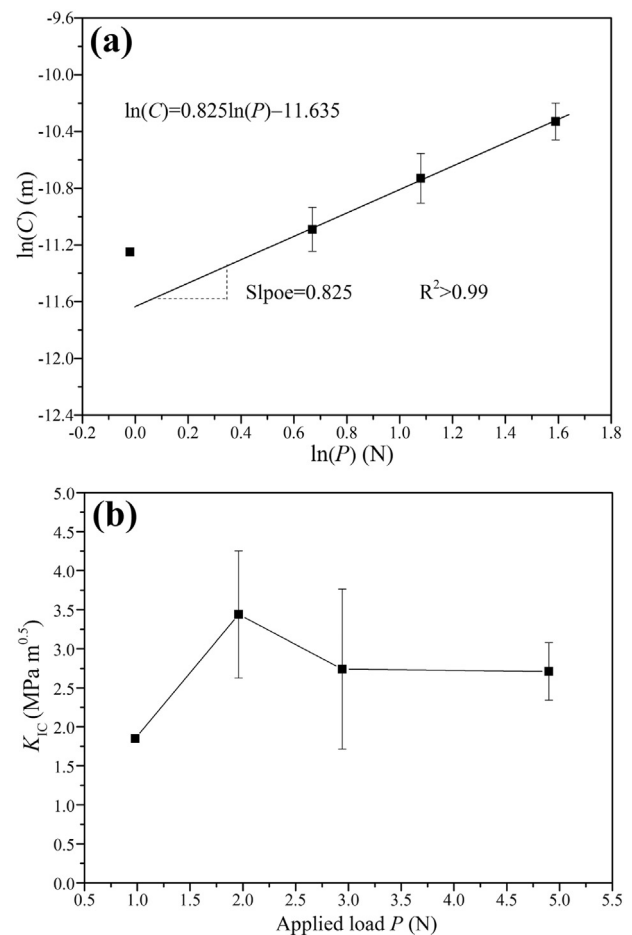 (a)
ln(C)=0.825ln(P)−11.635
-9.6
-10.0
-10.4
-10.8
-11.2
-11.6
-12.0
-12.4
ln(C) (m)
Slpoe=0.825
R²>0.99
-0.2 0.0 0.2 0.4 0.6 0.8 1.0 1.2 1.4 1.6 1.8
ln(P) (N)
(b)
5.0
4.5
4.0
3.5
3.0
2.5
2.0
1.5
1.0
0.5
0.0
K_IC (MPa m^0.5)
0.5 1.0 1.5 2.0 2.5 3.0 3.5 4.0 4.5 5.0 5.5
Applied load P (N)